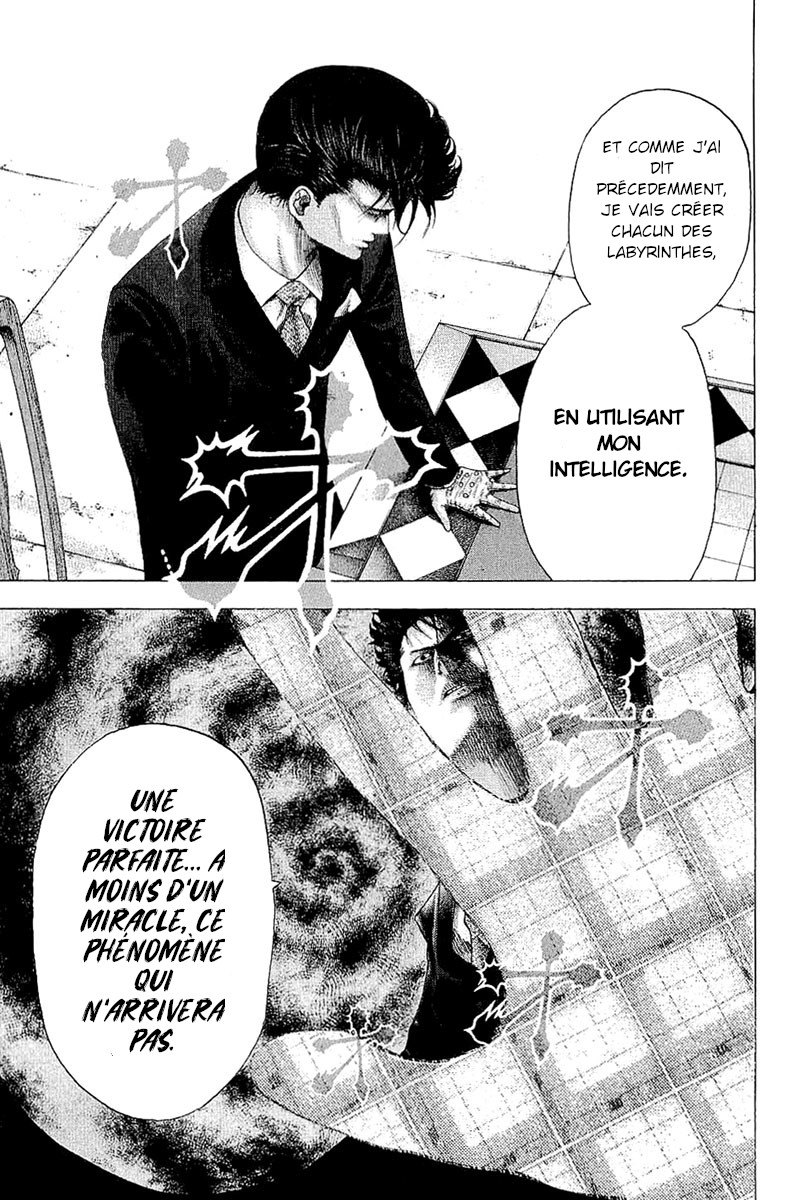 ET COMME J'AI
DIT
PRÉCEDEMMENT,
JE VAIS CRÉER
CHACUN DES
LABYRINTHES,
EN UTILISANT
MON
INTELLIGENCE.
UNE
VICTOIRE
PARFAITE... A
MOINS D'UN
MIRACLE, CE
PHÉNOMÈNE
QUI
N'ARRIVERA
PAS.